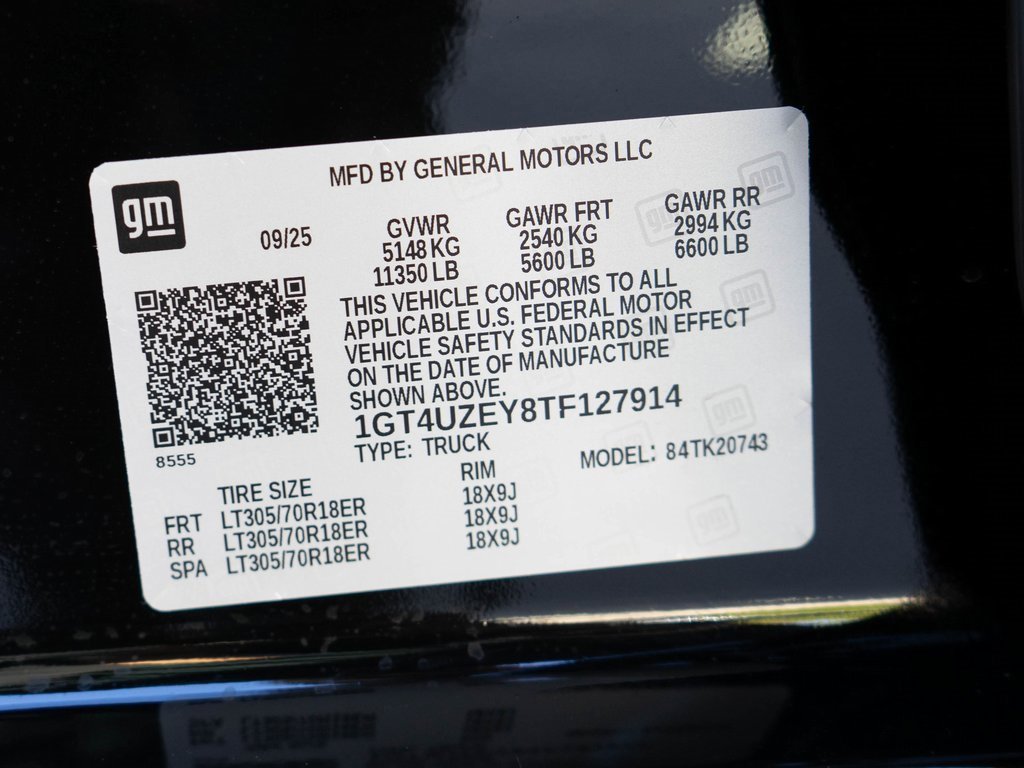 MFD BY GENERAL MOTORS LLC
gm
09/25
GVWR GAWR FRT GAWR RR
5148 KG 2540 KG 2994 KG
11350 LB 5600 LB 6600 LB
THIS VEHICLE CONFORMS TO ALL
APPLICABLE U.S. FEDERAL MOTOR
VEHICLE SAFETY STANDARDS IN EFFECT
ON THE DATE OF MANUFACTURE
SHOWN ABOVE.
1GT4UZEY8TF127914
8555
TYPE: TRUCK MODEL: 84TK20743
TIRE SIZE RIM
FRT LT305/70R18ER 18X9J
RR LT305/70R18ER 18X9J
SPA LT305/70R18ER 18X9J